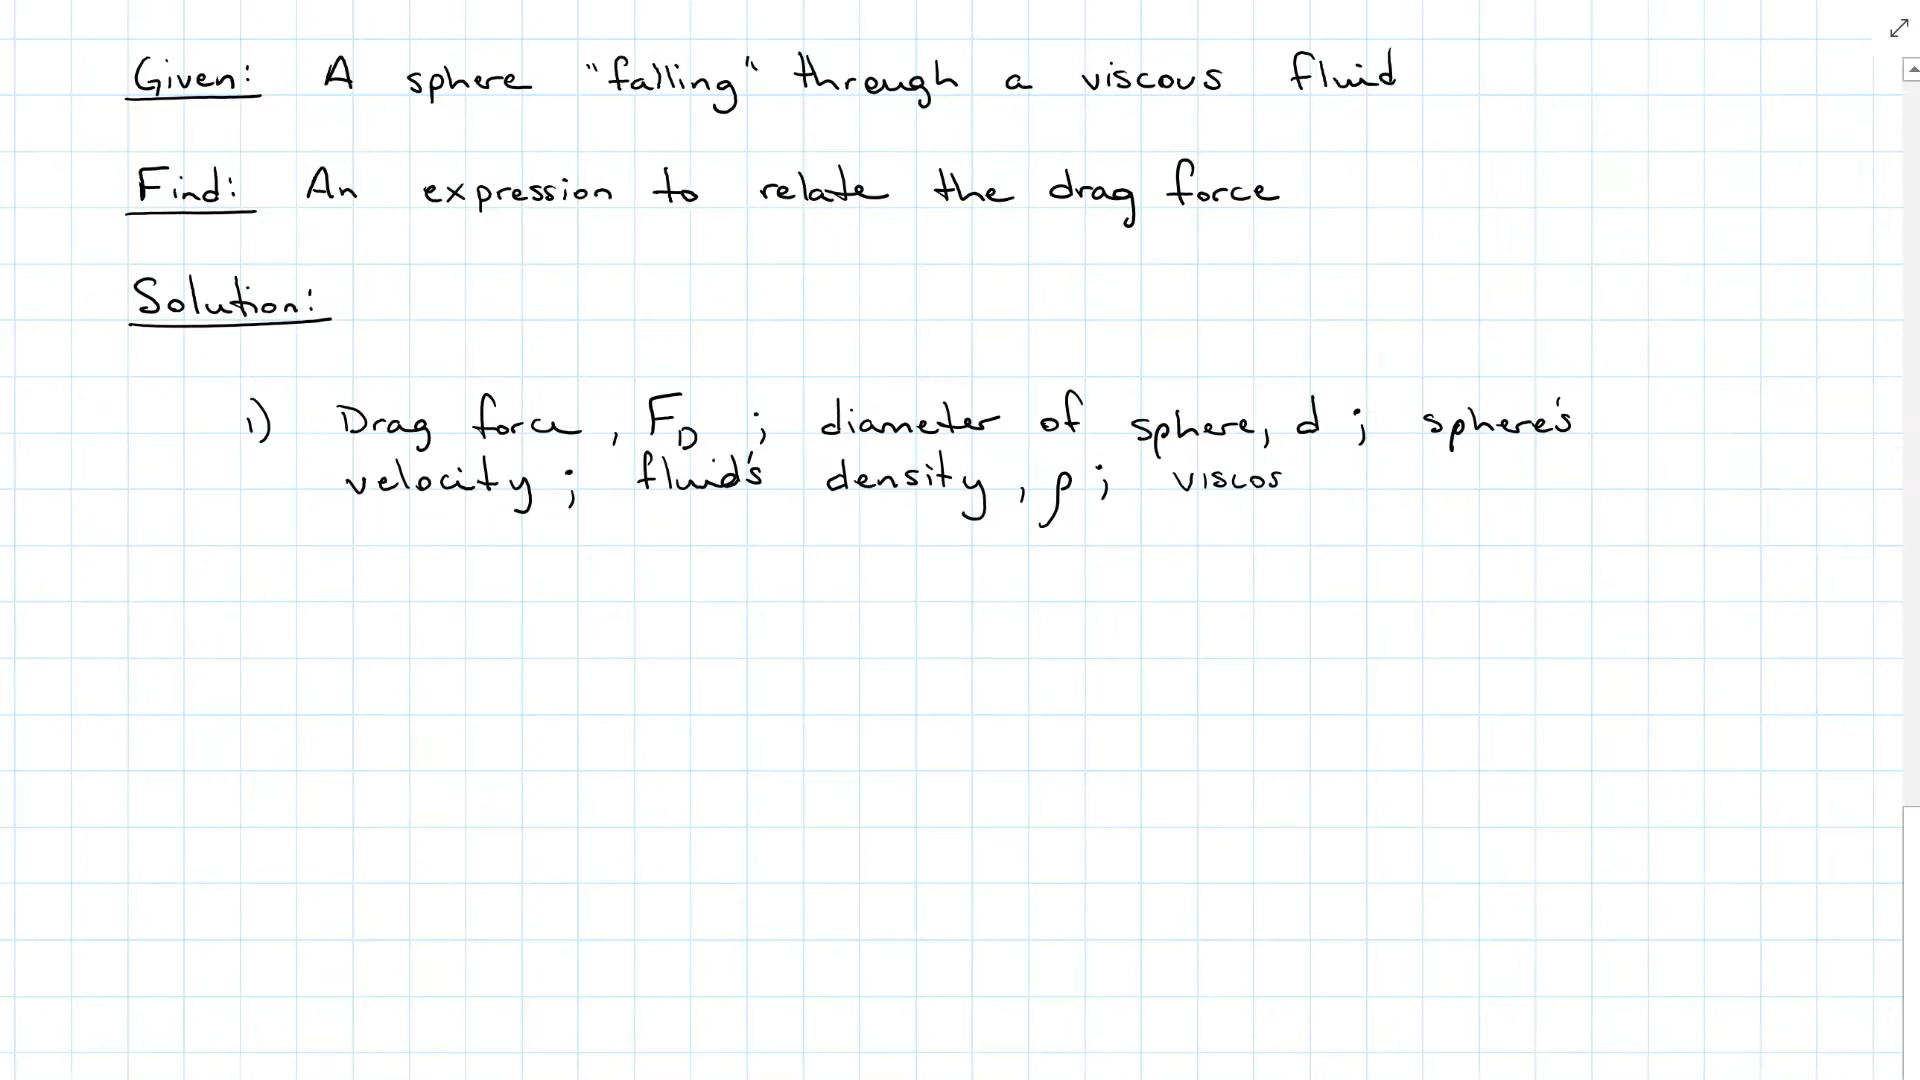 Given: A sphere "falling" through a viscous fluid
Find: An expression to relate the drag force
Solution:
1) Drag force, F_D ; diameter of sphere, d ; sphere's
velocity ; fluid's density, ρ ; viscos